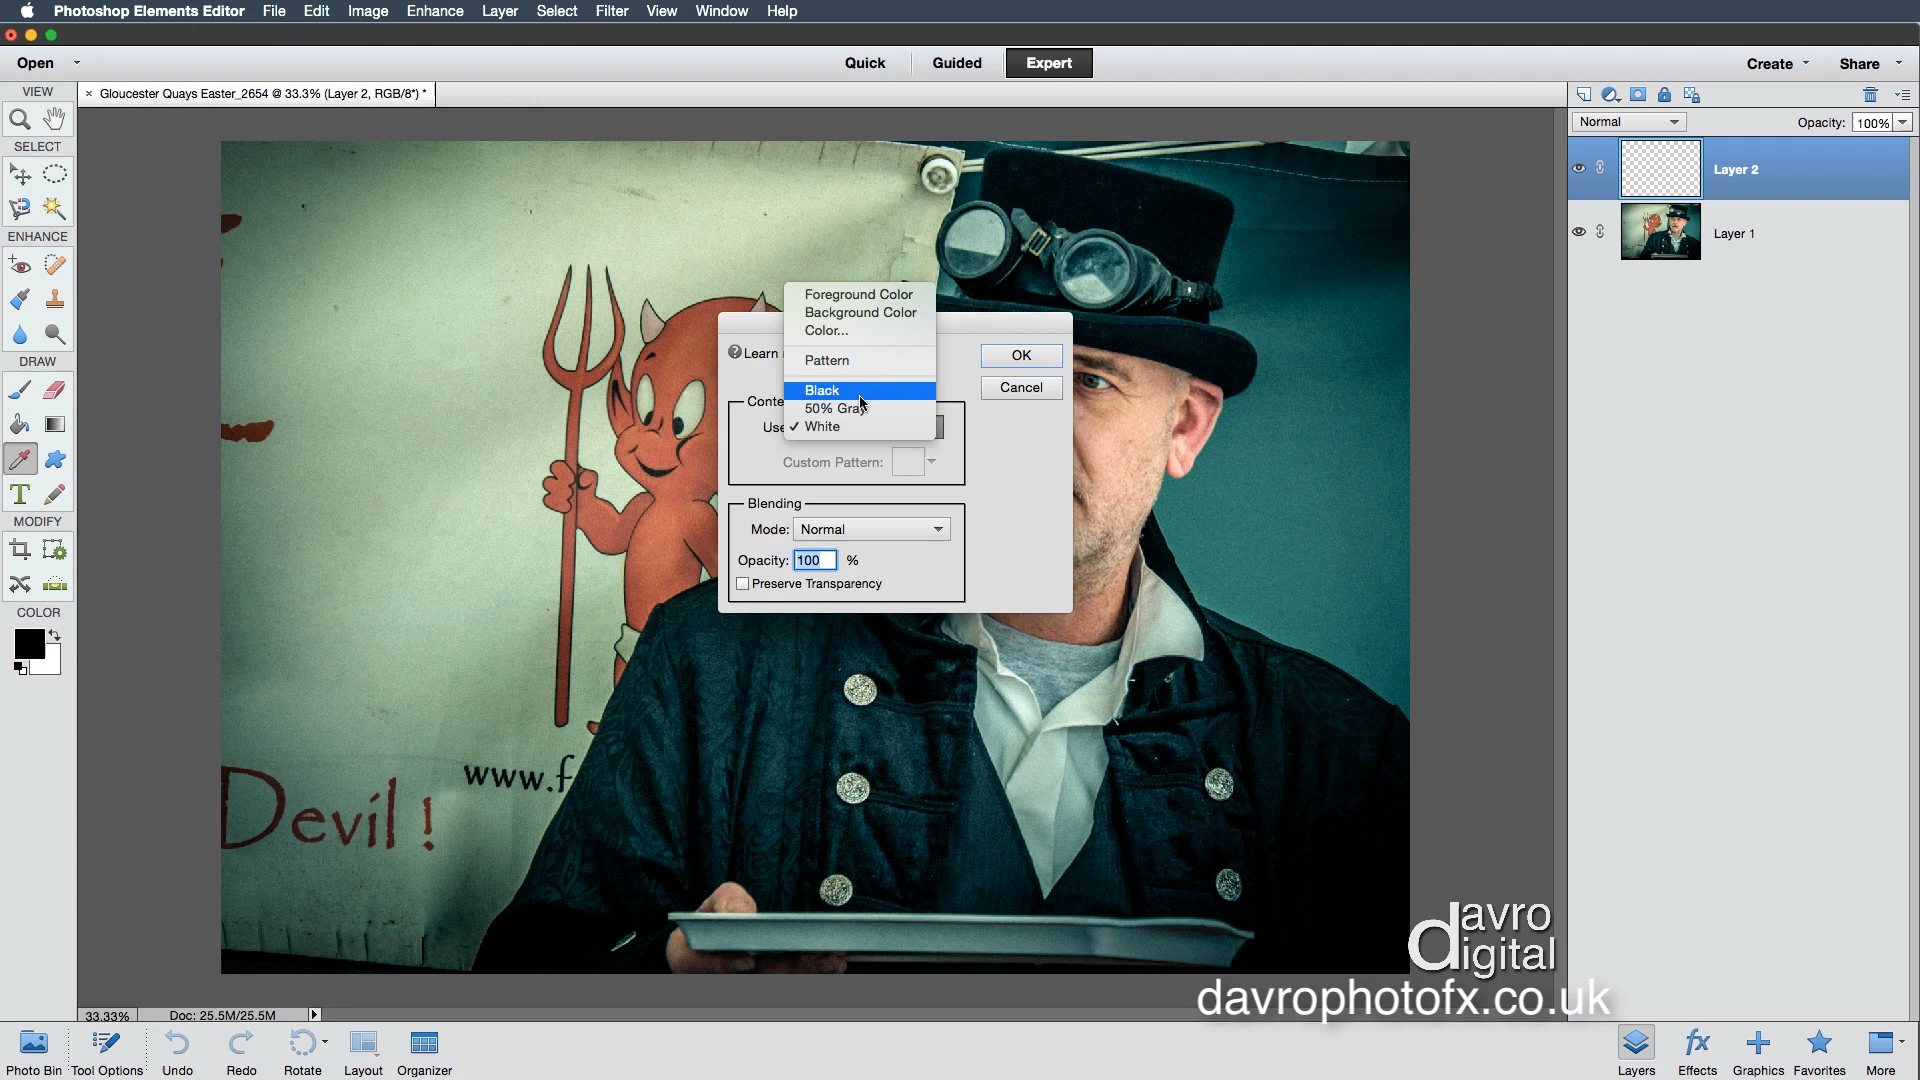 Photoshop Elements Editor File Edit Image Enhance Layer Select Filter View Window Help
Open Quick Guided Expert Create Share
VIEW
× Gloucester Quays Easter_2654 @ 33.3% (Layer 2, RGB/8*) *
Normal Opacity: 100%
SELECT
Layer 2
ENHANCE
Layer 1
Foreground Color
Background Color
Color...
Learn
OK
Pattern
DRAW
Cancel
Black
Conte
50% Gray
Use ✓ White
Custom Pattern:
T
Blending
MODIFY
Mode: Normal
Opacity: 100 %
Preserve Transparency
COLOR
www.f
Devil !
davro
digital
davrophotofx.co.uk
33.33% Doc: 25.5M/25.5M
fx
Photo Bin Tool Options Undo Redo Rotate Layout Organizer Layers Effects Graphics Favorites More